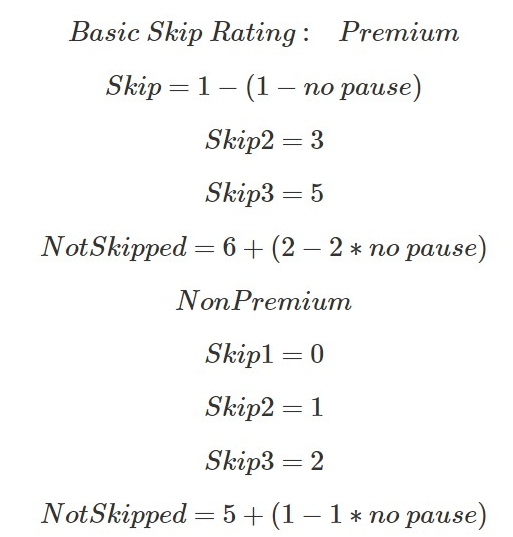 Basic Skip Rating : Premium
Skip = 1 − (1 − no pause)
Skip2 = 3
Skip3 = 5
NotSkipped = 6 + (2 − 2 ∗ no pause)
NonPremium
Skip1 = 0
Skip2 = 1
Skip3 = 2
NotSkipped = 5 + (1 − 1 ∗ no pause)